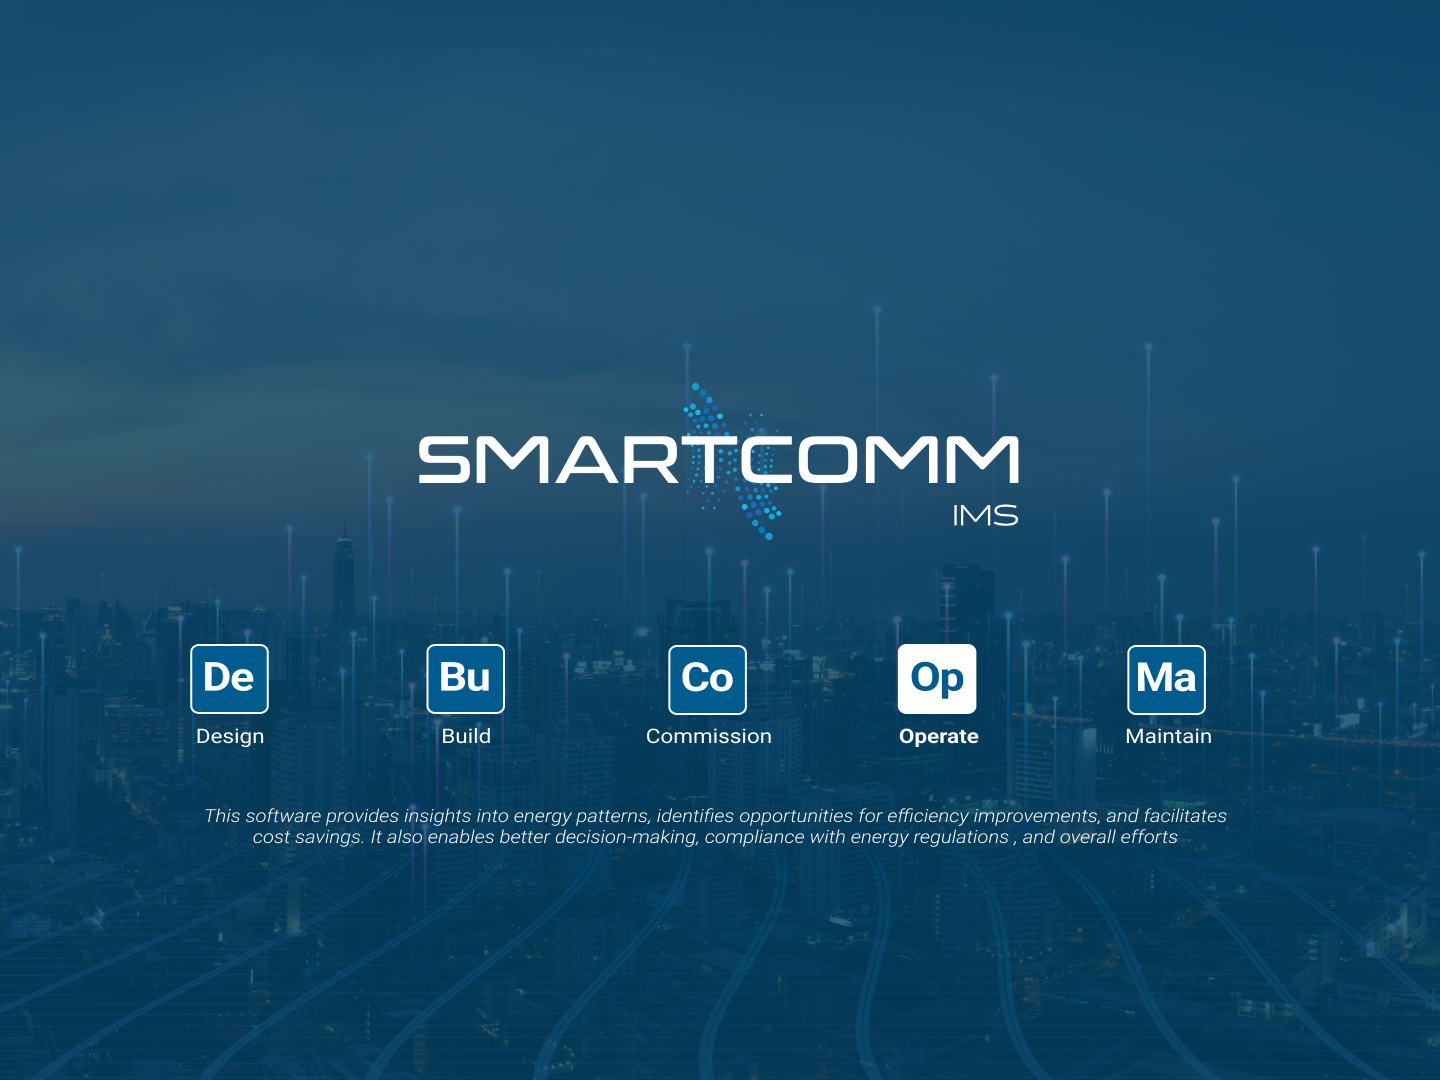 SMARTCOMM
IMS
De
Bu
Co
Op
Ma
Design
Build
Commission
Operate
Maintain
This software provides insights into energy patterns, identifies opportunities for efficiency improvements, and facilitates
cost savings. It also enables better decision-making, compliance with energy regulations , and overall efforts